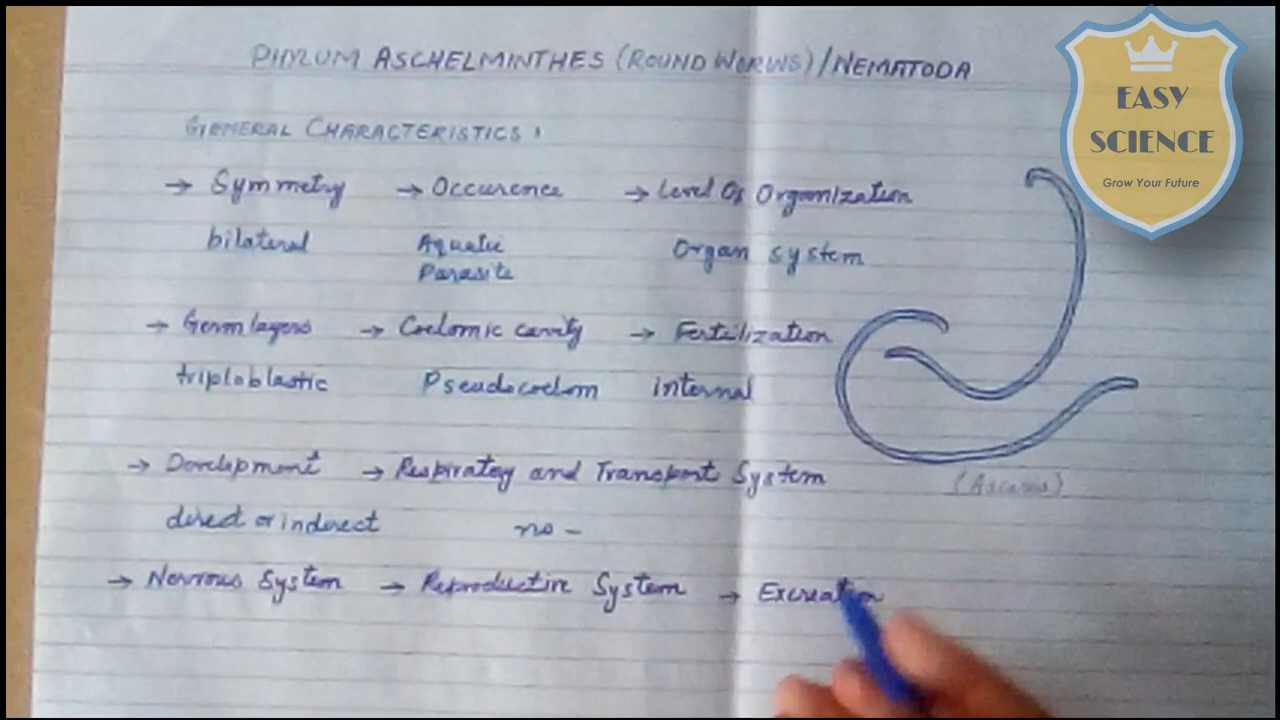 PHYLUM ASCHELMINTHES (ROUND WORMS)/NEMATODA
EASY
SCIENCE
Grow Your Future
GENERAL CHARACTERISTICS:
→ Symmetry → Occurence → Level Of Organization
bilateral Aquatic Organ system
Parasite
→ Germ layers → Coelomic cavity → Fertilization
triploblastic Pseudocoelom internal
→ Development → Respiratory and Transport System
(Ascaris)
direct or indirect no –
→ Nervous System → Reproductive System → Excreation